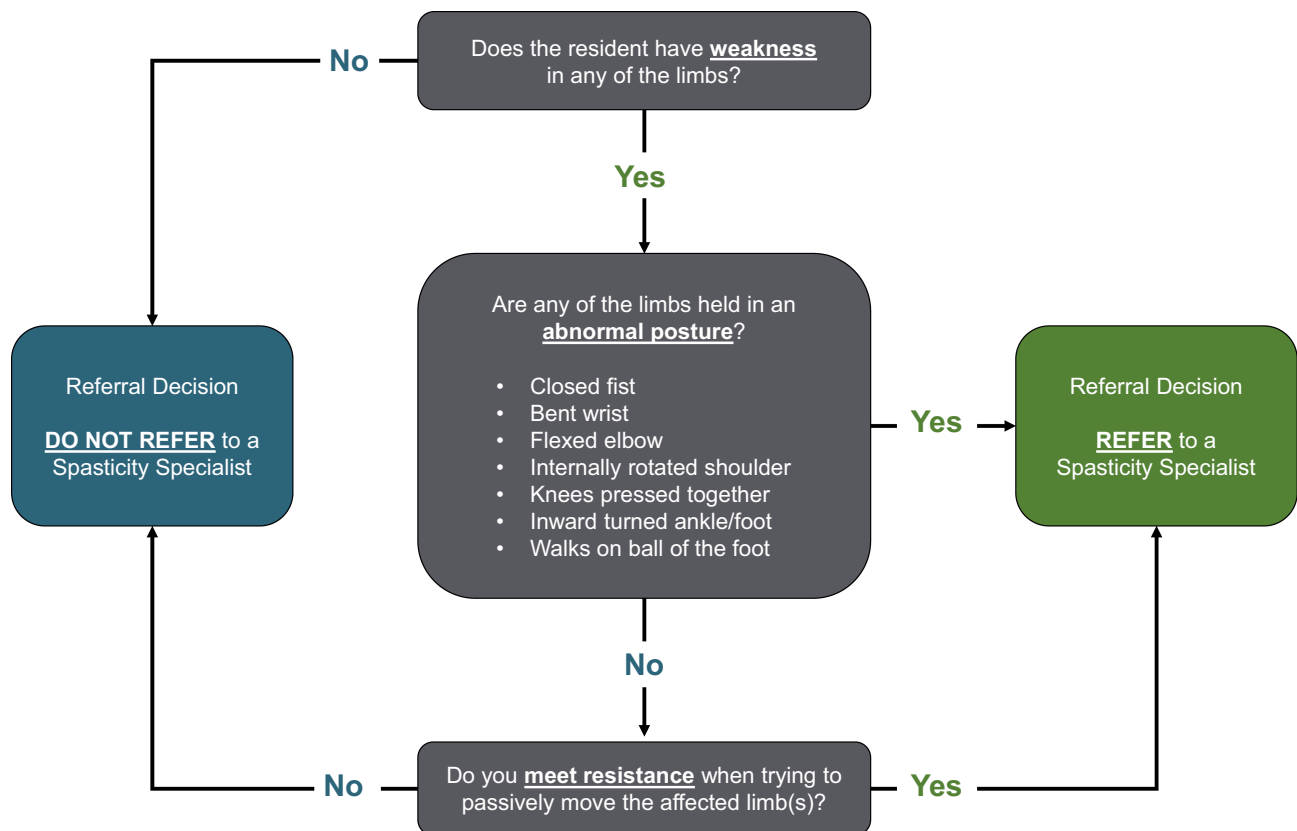 Does the resident have weakness
in any of the limbs?
No
Yes
Are any of the limbs held in an
abnormal posture?
• Closed fist
• Bent wrist
• Flexed elbow
• Internally rotated shoulder
• Knees pressed together
• Inward turned ankle/foot
• Walks on ball of the foot
Referral Decision
DO NOT REFER to a
Spasticity Specialist
Yes
Referral Decision
REFER to a
Spasticity Specialist
No
Do you meet resistance when trying to
passively move the affected limb(s)?
No
Yes